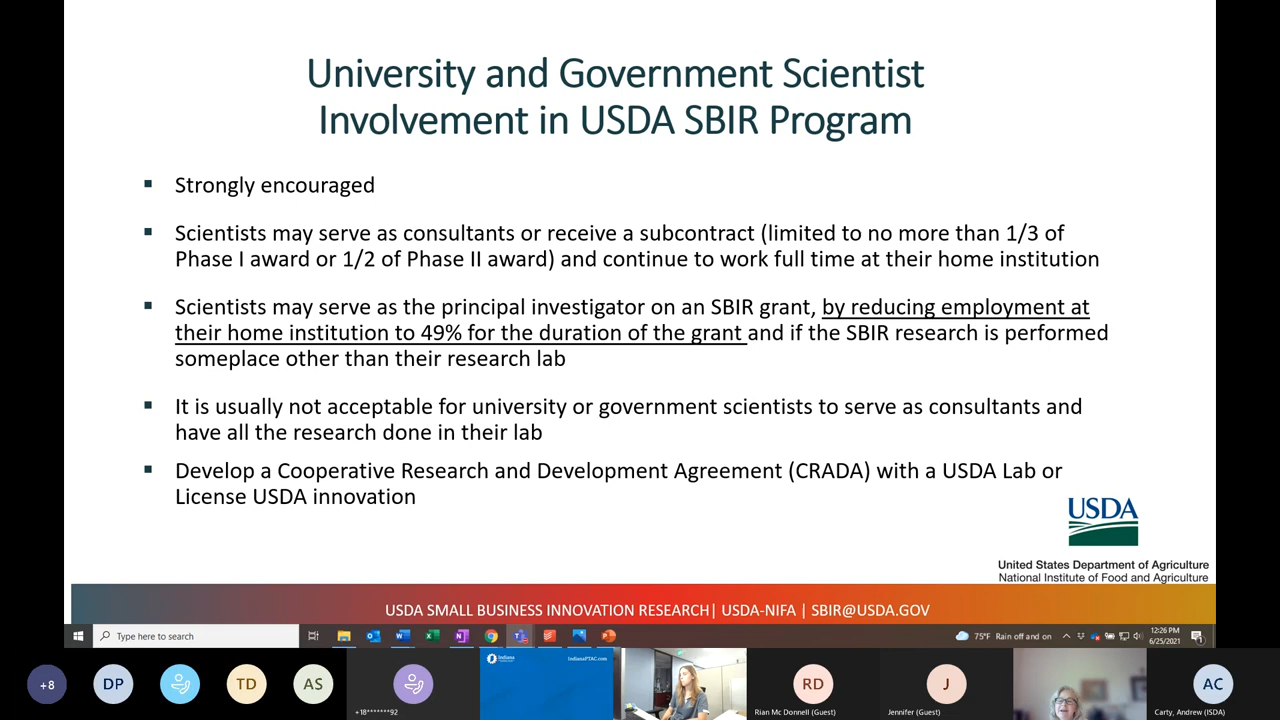 University and Government Scientist
Involvement in USDA SBIR Program
▪ Strongly encouraged
▪ Scientists may serve as consultants or receive a subcontract (limited to no more than 1/3 of
Phase I award or 1/2 of Phase II award) and continue to work full time at their home institution
▪ Scientists may serve as the principal investigator on an SBIR grant, by reducing employment at
their home institution to 49% for the duration of the grant and if the SBIR research is performed
someplace other than their research lab
▪ It is usually not acceptable for university or government scientists to serve as consultants and
have all the research done in their lab
▪ Develop a Cooperative Research and Development Agreement (CRADA) with a USDA Lab or
License USDA innovation
USDA
United States Department of Agriculture
National Institute of Food and Agriculture
USDA SMALL BUSINESS INNOVATION RESEARCH| USDA-NIFA | SBIR@USDA.GOV
Type here to search
75°F Rain off and on
12:26 PM
6/25/2021
+8
DP
TD
AS
+18*******92
Indiana
IndianaPTAC.com
RD
Rian Mc Donnell (Guest)
J
Jennifer (Guest)
AC
Carty, Andrew (ISDA)